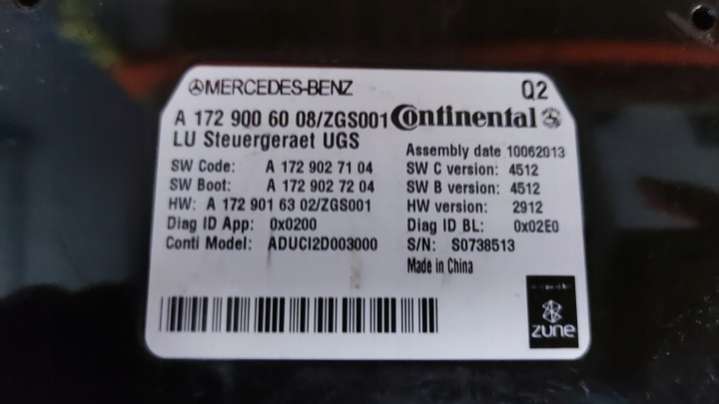 MERCEDES-BENZ Q2
A 172 900 60 08/ZGS001 Continental
LU Steuergeraet UGS
Assembly date 10062013
SW Code: A 172 902 71 04 SW C version: 4512
SW Boot: A 172 902 72 04 SW B version: 4512
HW: A 172 901 63 02/ZGS001 HW version: 2912
Diag ID App: 0x0200 Diag ID BL: 0x02E0
Conti Model: ADUCI2D003000 S/N: S0738513
Made in China
zune